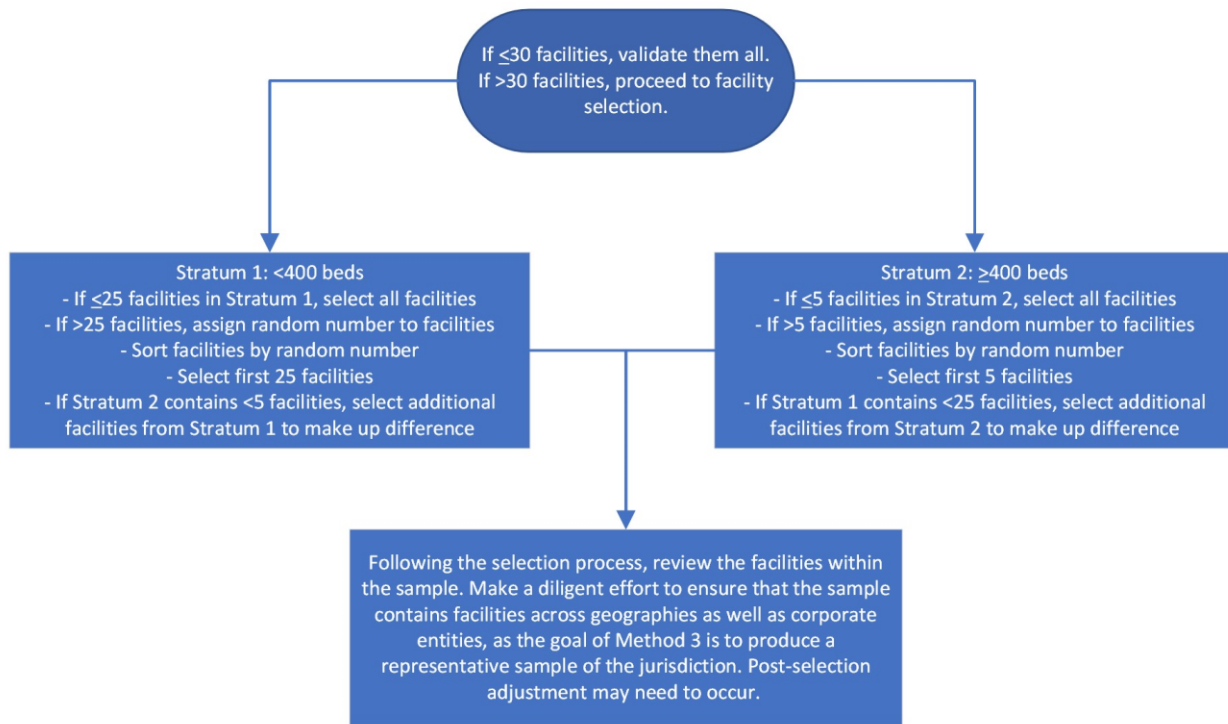 If ≤30 facilities, validate them all.
If >30 facilities, proceed to facility
selection.
Stratum 1: <400 beds
- If ≤25 facilities in Stratum 1, select all facilities
- If >25 facilities, assign random number to facilities
- Sort facilities by random number
- Select first 25 facilities
- If Stratum 2 contains <5 facilities, select additional
facilities from Stratum 1 to make up difference
Stratum 2: ≥400 beds
- If ≤5 facilities in Stratum 2, select all facilities
- If >5 facilities, assign random number to facilities
- Sort facilities by random number
- Select first 5 facilities
- If Stratum 1 contains <25 facilities, select additional
facilities from Stratum 2 to make up difference
Following the selection process, review the facilities within
the sample. Make a diligent effort to ensure that the sample
contains facilities across geographies as well as corporate
entities, as the goal of Method 3 is to produce a
representative sample of the jurisdiction. Post-selection
adjustment may need to occur.